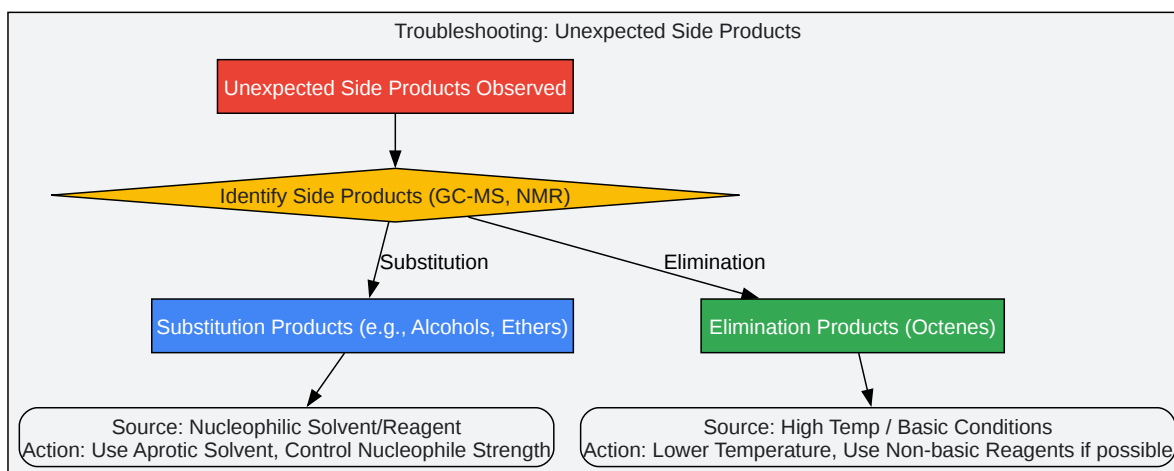 Troubleshooting: Unexpected Side Products
Unexpected Side Products Observed
Identify Side Products (GC-MS, NMR)
Substitution
Elimination
Substitution Products (e.g., Alcohols, Ethers)
Elimination Products (Octenes)
Source: Nucleophilic Solvent/Reagent
Action: Use Aprotic Solvent, Control Nucleophile Strength
Source: High Temp / Basic Conditions
Action: Lower Temperature, Use Non-basic Reagents if possible